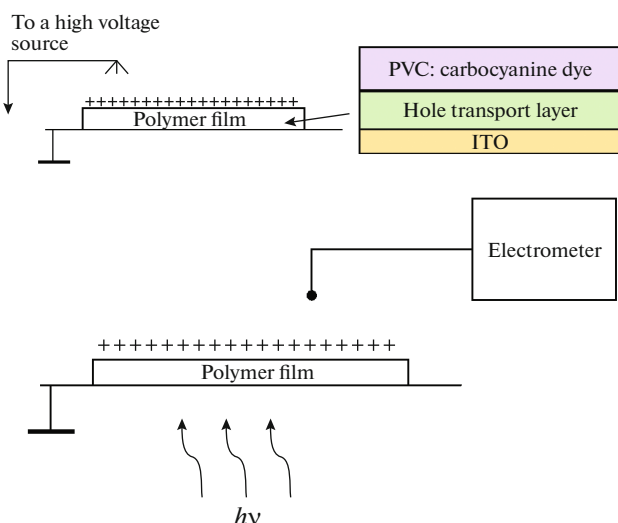 To a high voltage
source
+++++++++++++++++
Polymer film
PVC: carbocyanine dye
Hole transport layer
ITO
Electrometer
+++++++++++++++++++
Polymer film
hν